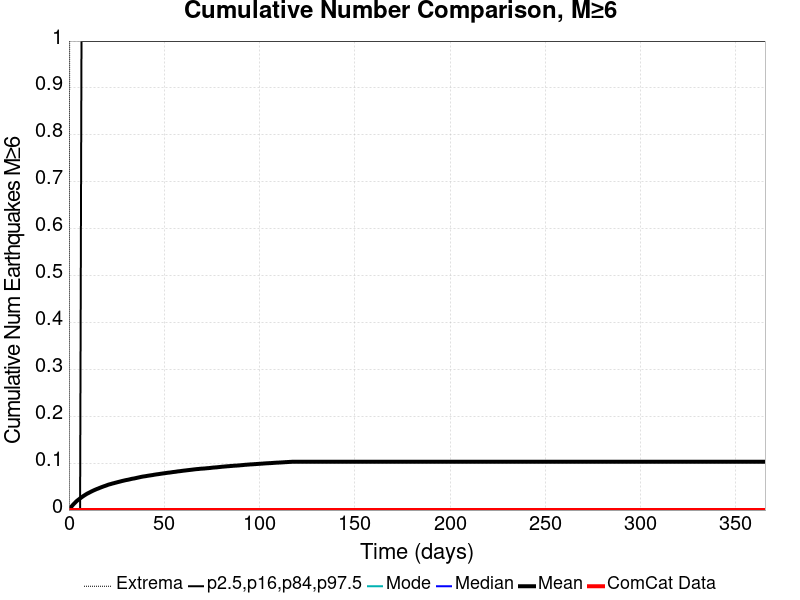 Cumulative Number Comparison, M≥6
Cumulative Num Earthquakes M≥6
1
0.9
0.8
0.7
0.6
0.5
0.4
0.3
0.2
0.1
0
0 50 100 150 200 250 300 350
Time (days)
Extrema p2.5,p16,p84,p97.5 Mode Median Mean ComCat Data